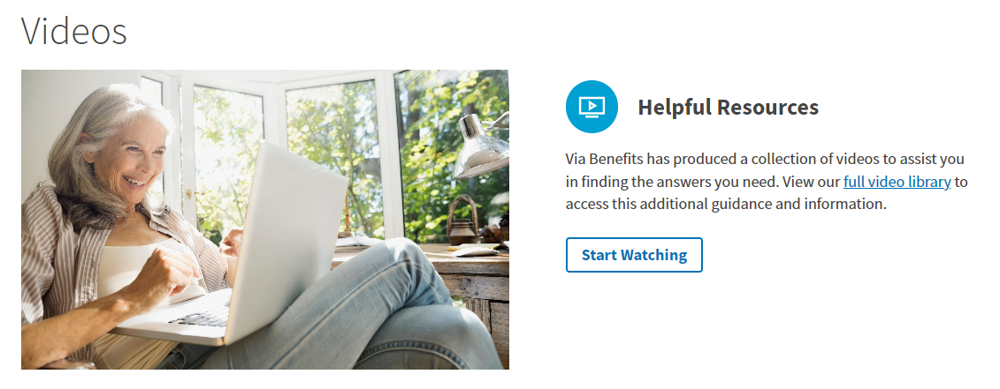 Videos
Helpful Resources
Via Benefits has produced a collection of videos to assist you
in finding the answers you need. View our full video library to
access this additional guidance and information.
Start Watching